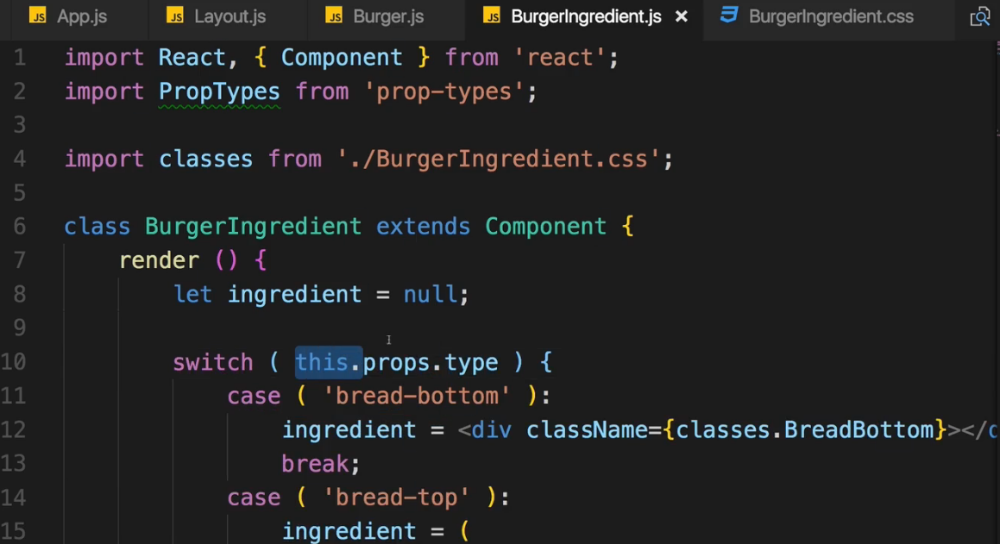 JS App.js JS Layout.js JS Burger.js JS BurgerIngredient.js × BurgerIngredient.css
1 import React, { Component } from 'react';
2 import PropTypes from 'prop-types';
3
4 import classes from './BurgerIngredient.css';
5
6 class BurgerIngredient extends Component {
7 render () {
8 let ingredient = null;
9
10 switch ( this.props.type ) {
11 case ( 'bread-bottom' ):
12 ingredient = <div className={classes.BreadBottom}></d
13 break;
14 case ( 'bread-top' ):
15 ingredient = (